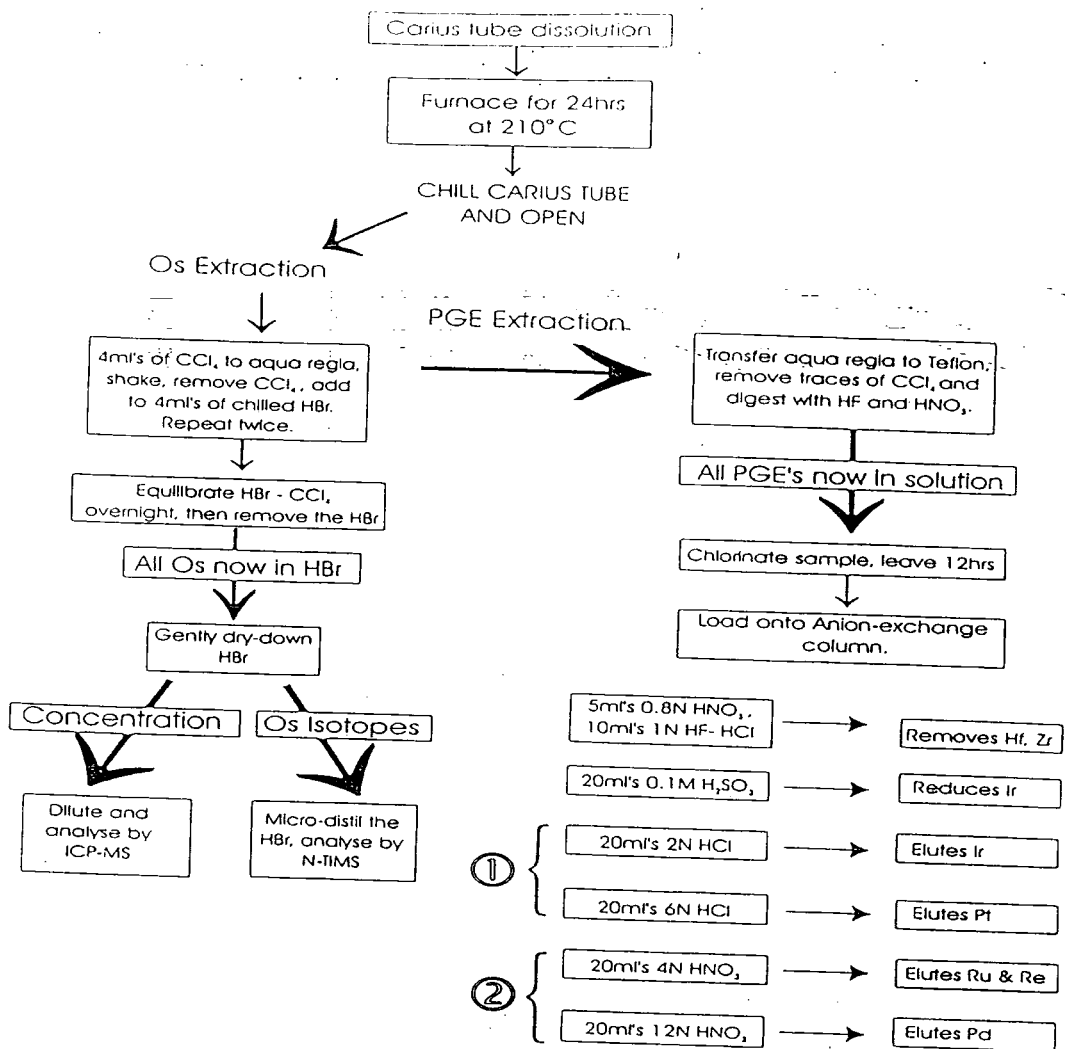 Carius tube dissolution
Furnace for 24hrs
at 210°C
CHILL CARIUS TUBE
AND OPEN
Os Extraction
4ml's of CCl₄ to aqua regia,
shake, remove CCl₄, add
to 4ml's of chilled HBr.
Repeat twice.
Equilibrate HBr - CCl₄
overnight, then remove the HBr
All Os now in HBr
Gently dry-down
HBr
Concentration
Os Isotopes
Dilute and
analyse by
ICP-MS
Micro-distil the
HBr, analyse by
N-TIMS
PGE Extraction
Transfer aqua regia to Teflon,
remove traces of CCl₄ and
digest with HF and HNO₃.
All PGE's now in solution
Chlorinate sample, leave 12hrs
Load onto Anion-exchange
column.
5ml's 0.8N HNO₃,
10ml's 1N HF- HCl
Removes Hf, Zr
20ml's 0.1M H₂SO₃
Reduces Ir
①
20ml's 2N HCl
Elutes Ir
20ml's 6N HCl
Elutes Pt
②
20ml's 4N HNO₃
Elutes Ru & Re
20ml's 12N HNO₃
Elutes Pd